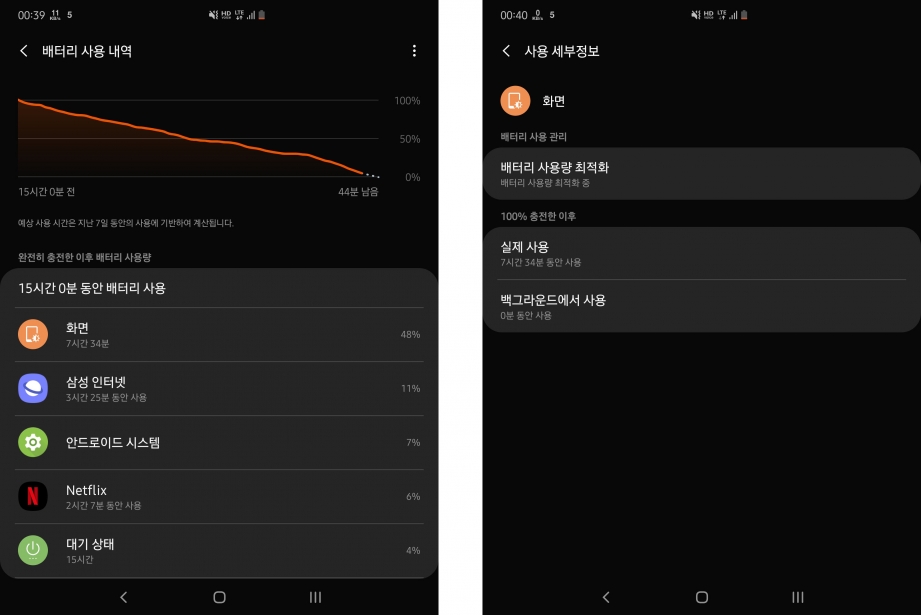 00:39 11 KB/s 5 HD LTE
배터리 사용 내역
100%
50%
0%
15시간 0분 전 44분 남음
예상 사용 시간은 지난 7일 동안의 사용에 기반하여 계산됩니다.
완전히 충전한 이후 배터리 사용량
15시간 0분 동안 배터리 사용
화면
7시간 34분
48%
삼성 인터넷
3시간 25분 동안 사용
11%
안드로이드 시스템
7%
Netflix
2시간 7분 동안 사용
6%
대기 상태
15시간
4%
00:40 0 KB/s 5 HD LTE
사용 세부정보
화면
배터리 사용 관리
배터리 사용량 최적화
배터리 사용량 최적화 중
100% 충전한 이후
실제 사용
7시간 34분 동안 사용
백그라운드에서 사용
0분 동안 사용